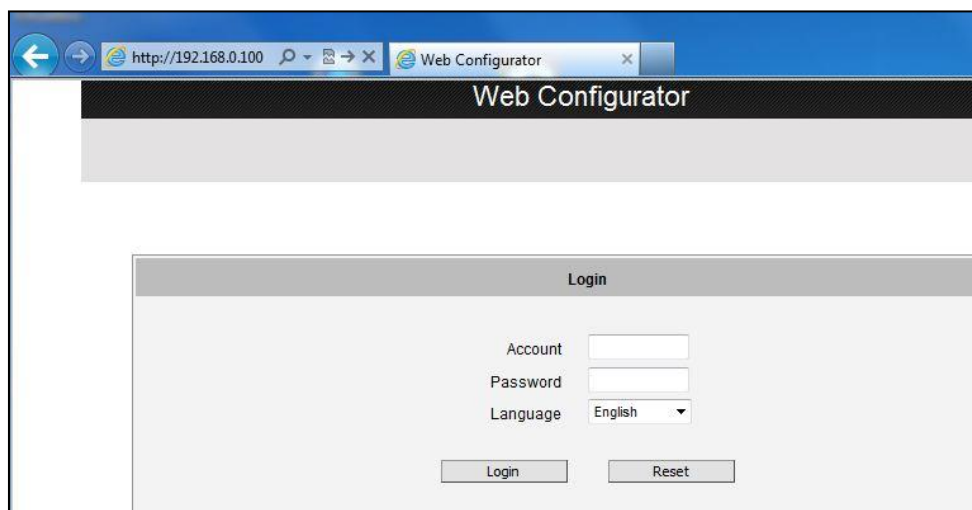 http://192.168.0.100
Web Configurator
Web Configurator
Login
Account
Password
Language English
Login Reset